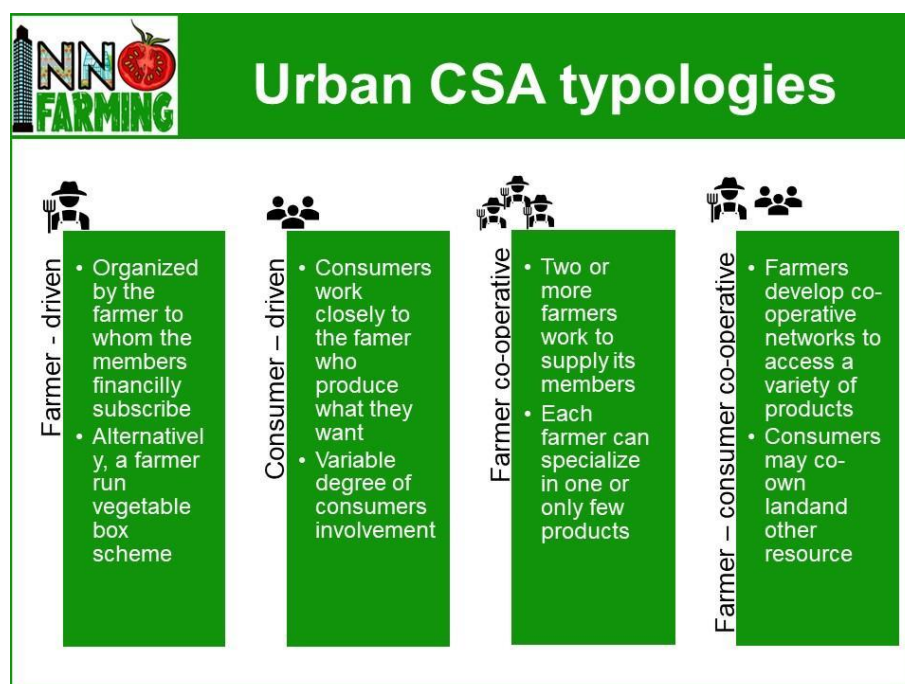 INNO
FARMING
Urban CSA typologies
Farmer - driven
• Organized
by the
farmer to
whom the
members
financilly
subscribe
• Alternativel
y, a farmer
run
vegetable
box
scheme
Consumer – driven
• Consumers
work
closely to
the famer
who
produce
what they
want
• Variable
degree of
consumers
involvement
Farmer co-operative
• Two or
more
farmers
work to
supply its
members
• Each
farmer can
specialize
in one or
only few
products
Farmer – consumer co-operative
• Farmers
develop co-
operative
networks to
access a
variety of
products
• Consumers
may co-
own
landand
other
resource